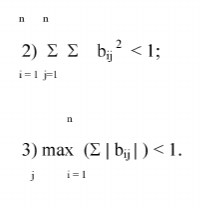 n n
2) Σ Σ bᵢⱼ² < 1;
i = 1 j=1
n
3) max (Σ | bᵢⱼ | ) < 1.
j i = 1